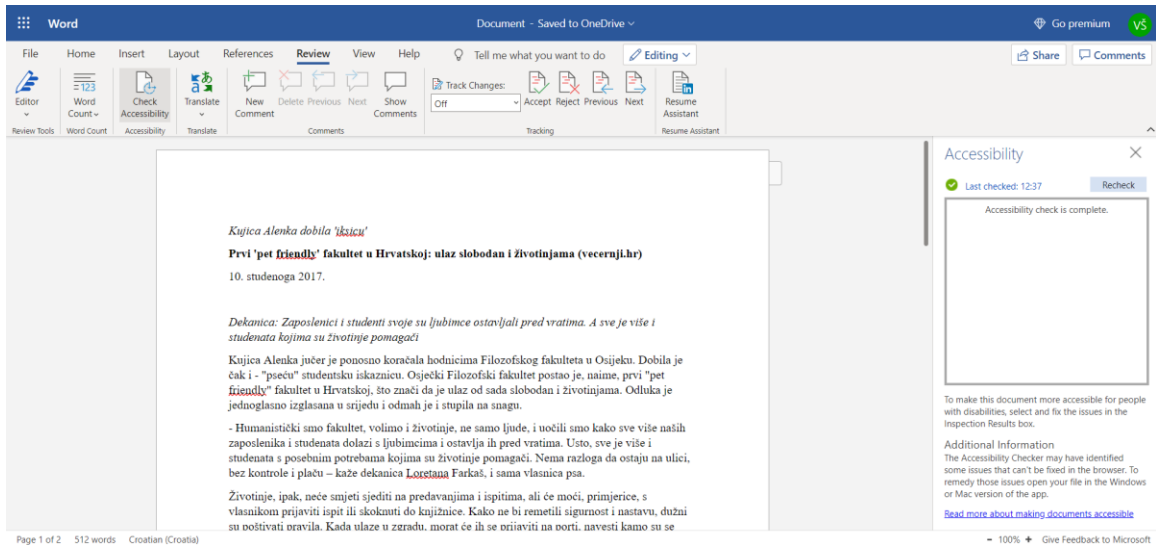 Word
Document - Saved to OneDrive
Go premium
VŠ
File Home Insert Layout References Review View Help Tell me what you want to do Editing
Share Comments
Editor
Word Count
Check Accessibility
Translate
New Comment
Delete Previous Next
Show Comments
Track Changes:
Off
Accept Reject Previous Next
Resume Assistant
Review Tools Word Count Accessibility Translate Comments Tracking Resume Assistant
Kujica Alenka dobila 'iksicu'
Prvi 'pet friendly' fakultet u Hrvatskoj: ulaz slobodan i životinjama (vecernji.hr)
10. studenoga 2017.
Dekanica: Zaposlenici i studenti svoje su ljubimce ostavljali pred vratima. A sve je više i
studenata kojima su životinje pomagači
Kujica Alenka jučer je ponosno koračala hodnicima Filozofskog fakulteta u Osijeku. Dobila je
čak i - "pseću" studentsku iskaznicu. Osječki Filozofski fakultet postao je, naime, prvi "pet
friendly" fakultet u Hrvatskoj, što znači da je ulaz od sada slobodan i životinjama. Odluka je
jednoglasno izglasana u srijedu i odmah je i stupila na snagu.
- Humanistički smo fakultet, volimo i životinje, ne samo ljude, i uočili smo kako sve više naših
zaposlenika i studenata dolazi s ljubimcima i ostavlja ih pred vratima. Usto, sve je više i
studenata s posebnim potrebama kojima su životinje pomagači. Nema razloga da ostaju na ulici,
bez kontrole i plaču – kaže dekanica Loretana Farkaš, i sama vlasnica psa.
Životinje, ipak, neće smjeti sjediti na predavanjima i ispitima, ali će moći, primjerice, s
vlasnikom prijaviti ispit ili skoknuti do knjižnice. Kako ne bi remetili sigurnost i nastavu, dužni
su poštivati pravila. Kada ulaze u zgradu, morat će ih se prijaviti na porti, navesti kamo su se
Accessibility
Last checked: 12:37
Recheck
Accessibility check is complete.
To make this document more accessible for people
with disabilities, select and fix the issues in the
Inspection Results box.
Additional Information
The Accessibility Checker may have identified
some issues that can't be fixed in the browser. To
remedy those issues open your file in the Windows
or Mac version of the app.
Read more about making documents accessible
Page 1 of 2 512 words Croatian (Croatia)
- 100% + Give Feedback to Microsoft